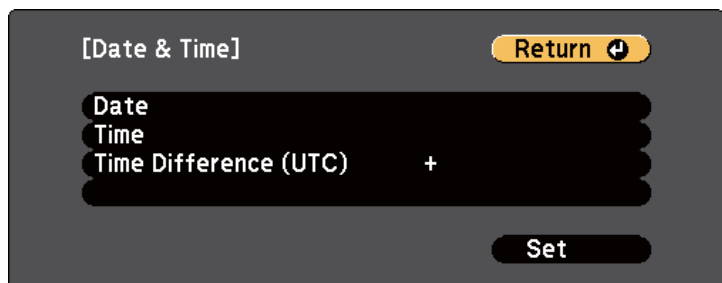 [Date & Time]
Return
Date
Time
Time Difference (UTC) +
Set